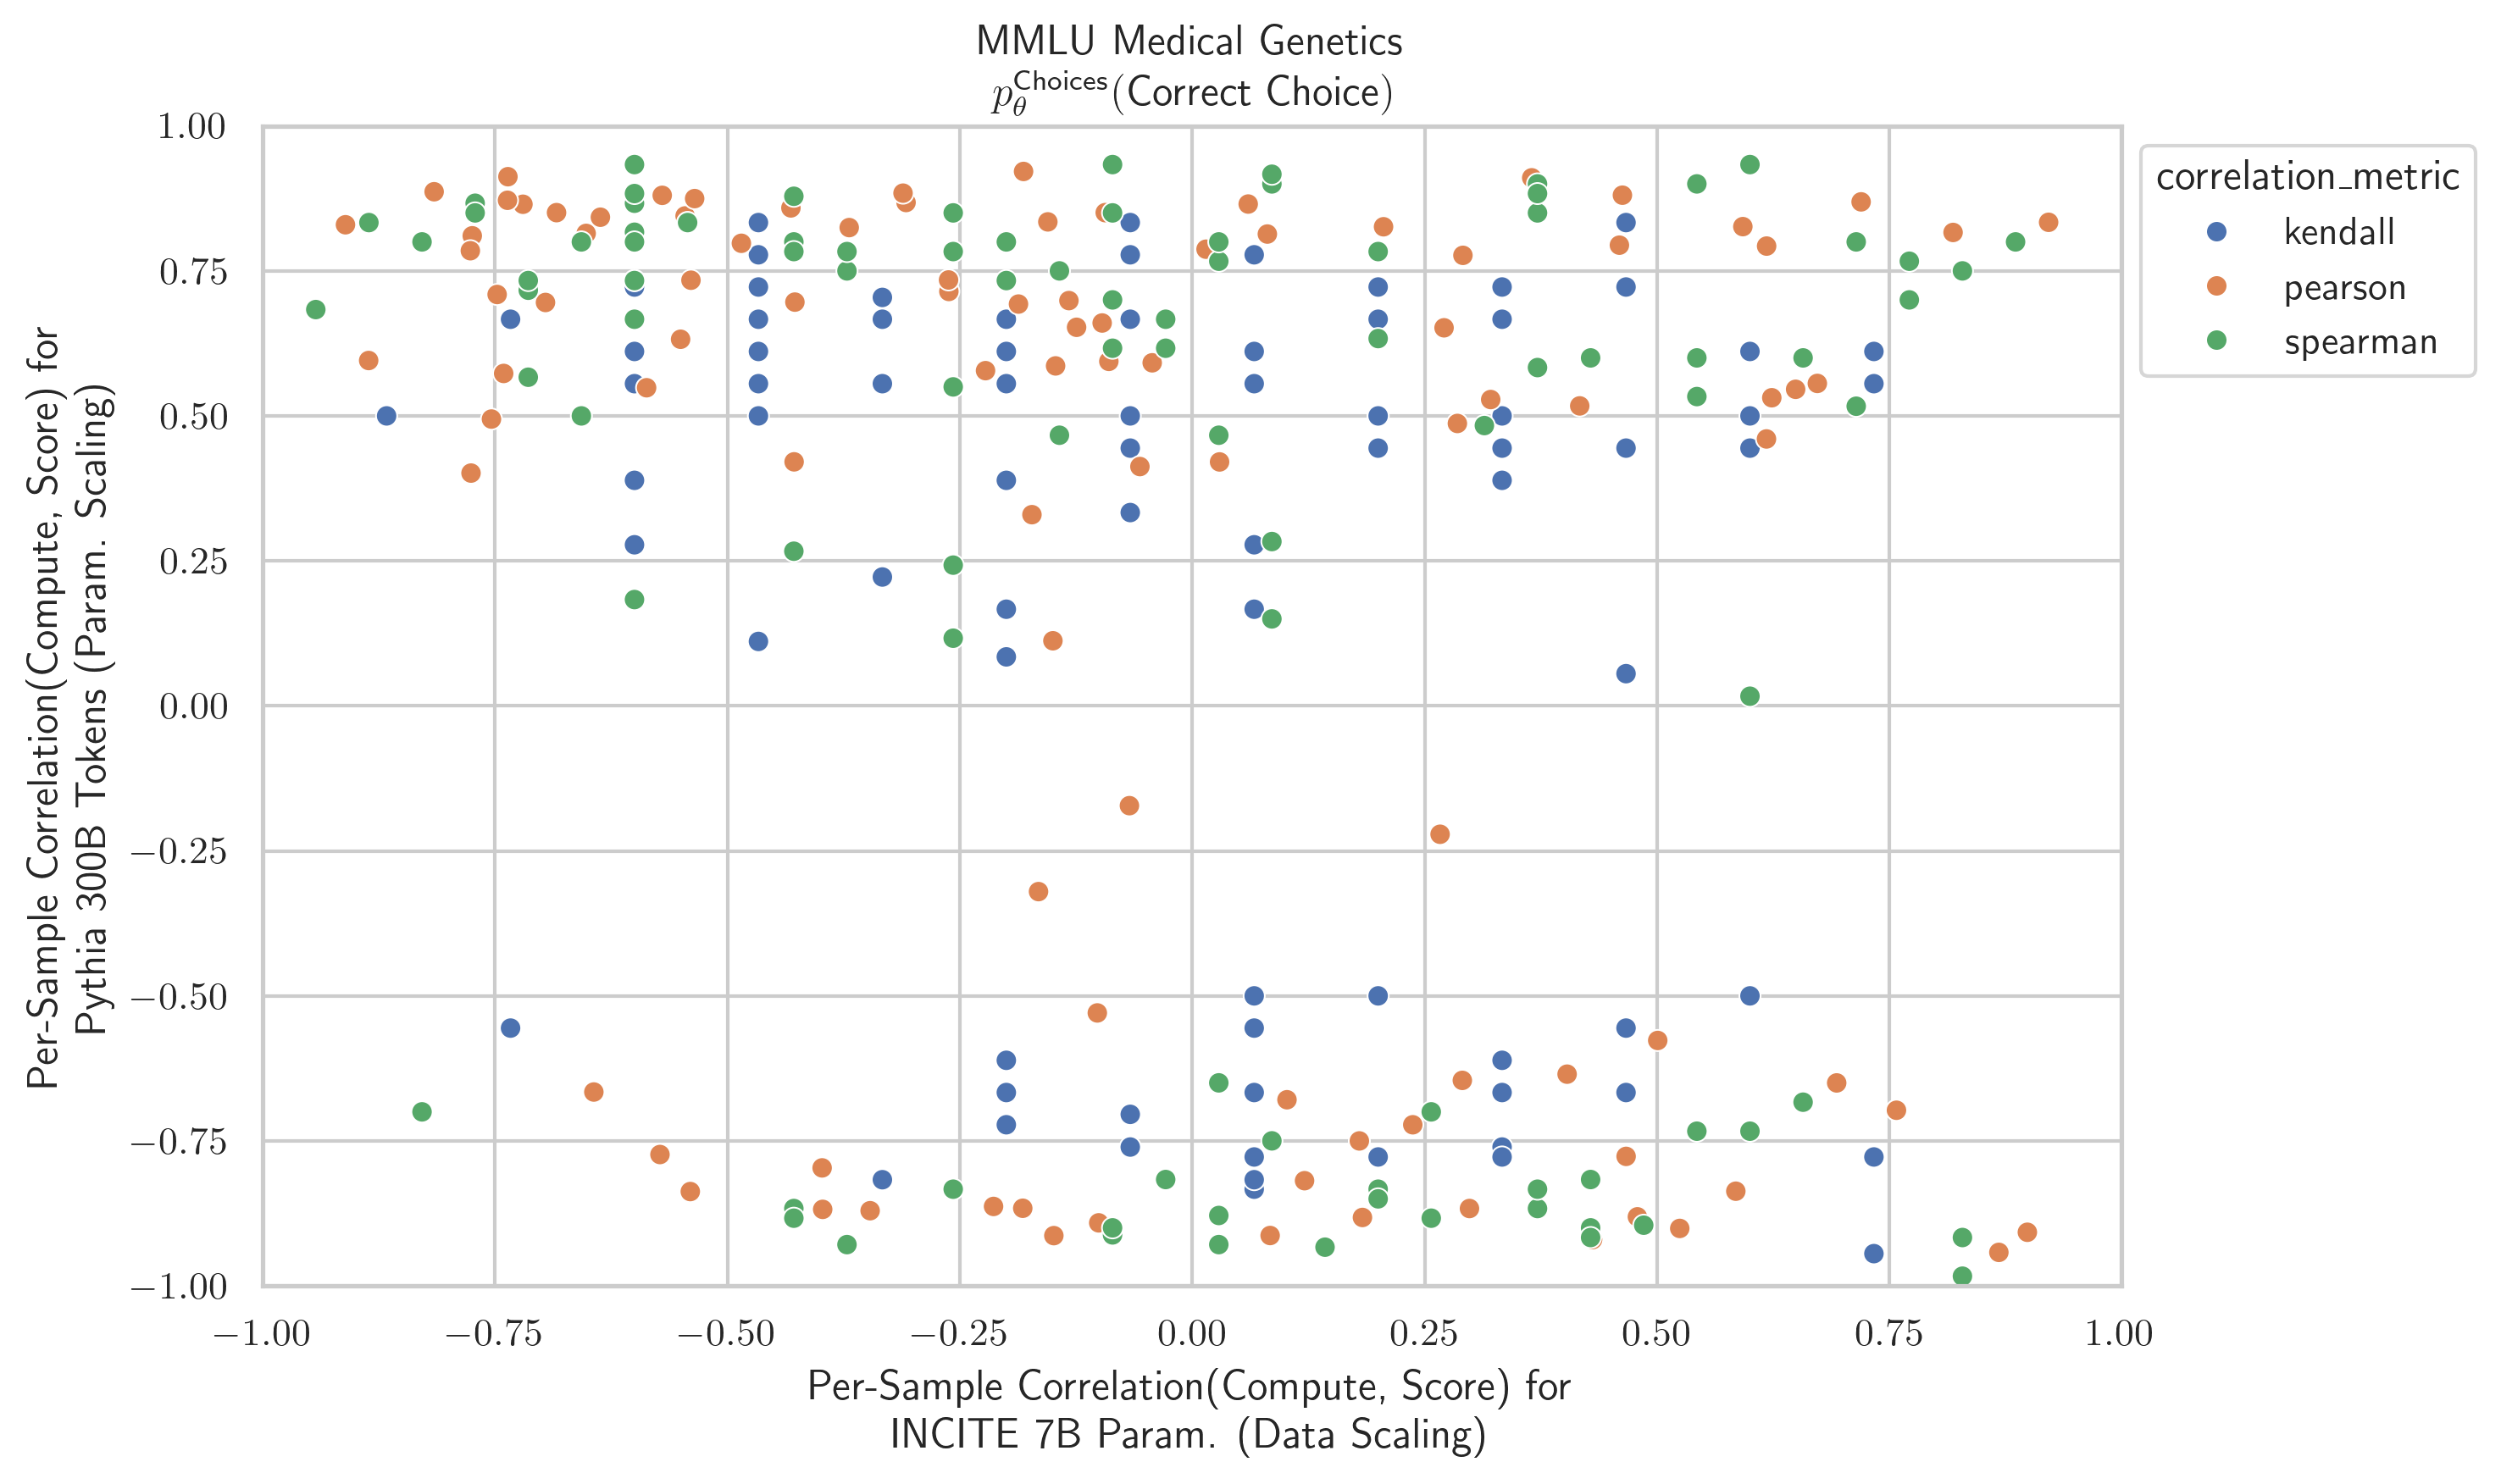 MMLU Medical Genetics
p_θ^Choices(Correct Choice)
Per-Sample Correlation(Compute, Score) for
Pythia 300B Tokens (Param. Scaling)
1.00
0.75
0.50
0.25
0.00
−0.25
−0.50
−0.75
−1.00
−1.00
−0.75
−0.50
−0.25
0.00
0.25
0.50
0.75
1.00
Per-Sample Correlation(Compute, Score) for
INCITE 7B Param. (Data Scaling)
correlation_metric
kendall
pearson
spearman